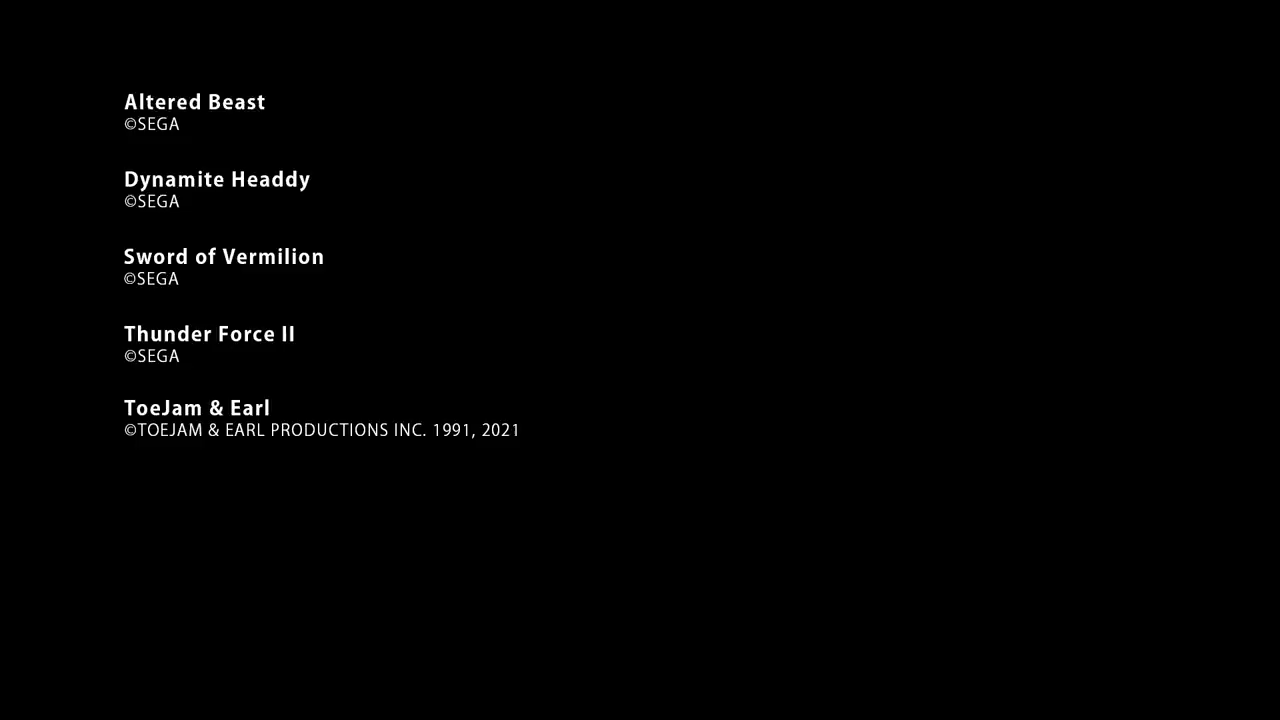 Altered Beast
©SEGA
Dynamite Headdy
©SEGA
Sword of Vermilion
©SEGA
Thunder Force II
©SEGA
ToeJam & Earl
©TOEJAM & EARL PRODUCTIONS INC. 1991, 2021